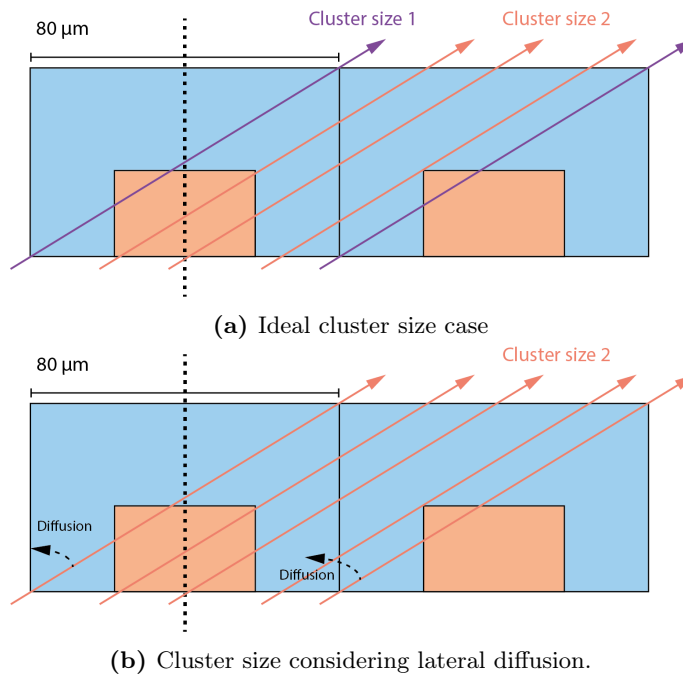 Cluster size 1
Cluster size 2
80 µm
(a) Ideal cluster size case
Cluster size 2
80 µm
Diffusion
Diffusion
(b) Cluster size considering lateral diffusion.